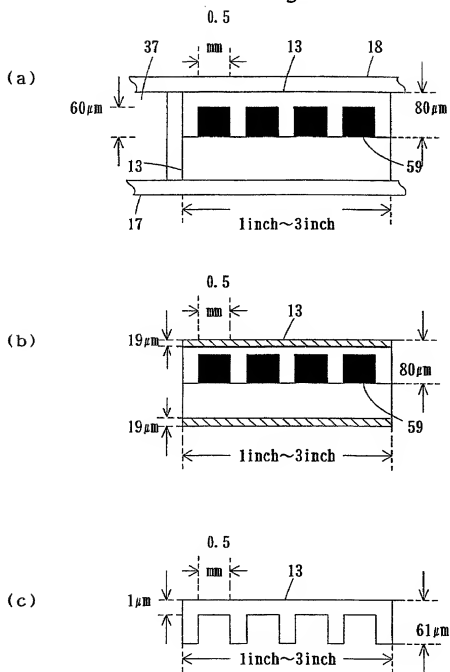 (a)
0.5
mm
37
13
18
60μm
80μm
13
59
17
1inch~3inch
(b)
0.5
mm
13
19μm
80μm
19μm
59
1inch~3inch
(c)
0.5
mm
13
1μm
61μm
1inch~3inch